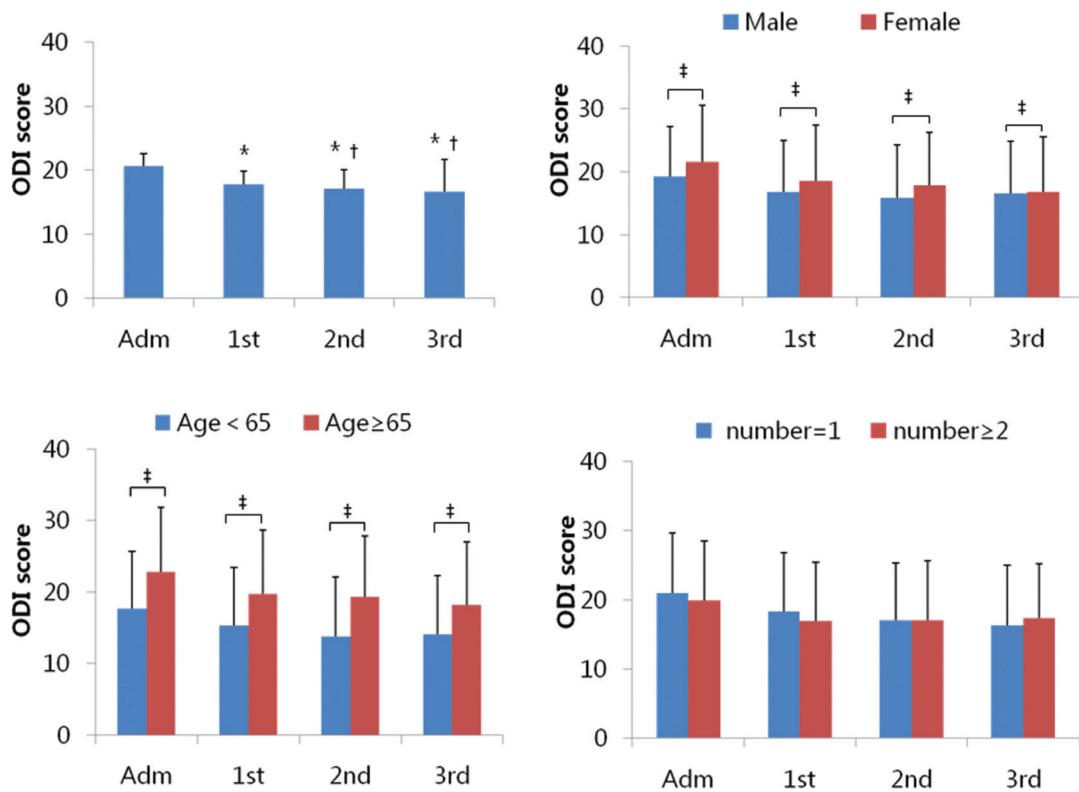 ODI score
40
30
20
10
0
*
* †
* †
Adm 1st 2nd 3rd
Male Female
ODI score
40
30
20
10
0
‡
‡
‡
‡
Adm 1st 2nd 3rd
Age < 65 Age≥65
ODI score
40
30
20
10
0
‡
‡
‡
‡
Adm 1st 2nd 3rd
number=1 number≥2
ODI score
40
30
20
10
0
Adm 1st 2nd 3rd